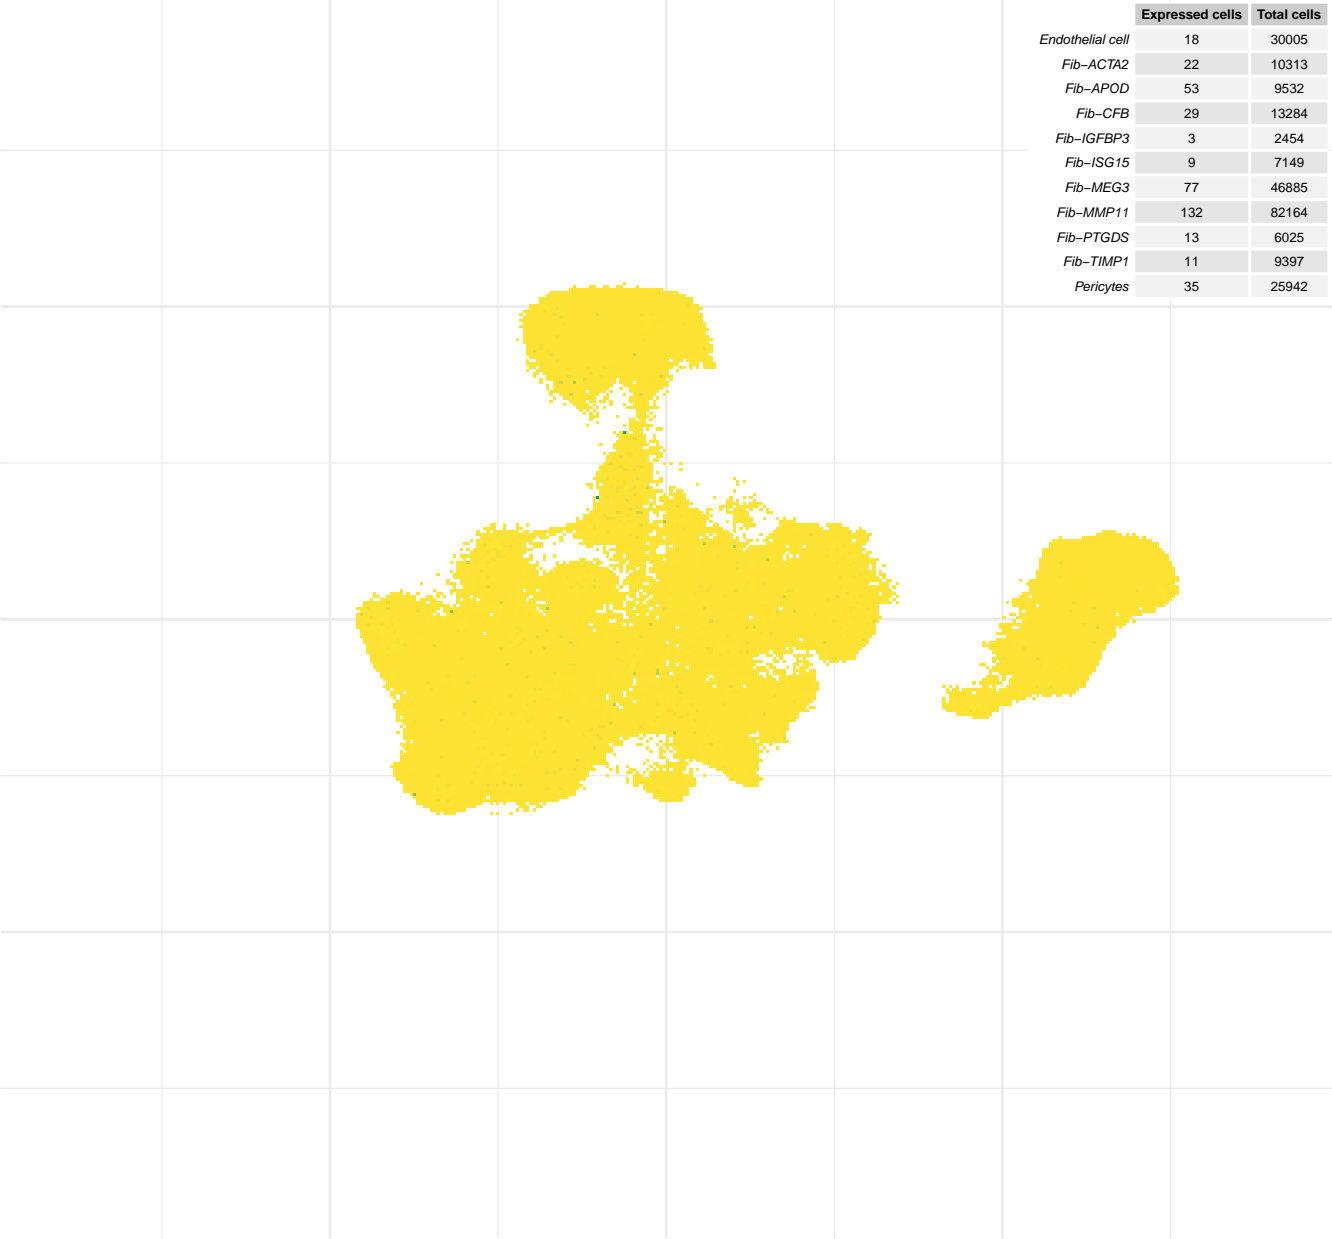 Expressed cells Total cells
Endothelial cell 18 30005
Fib−ACTA2 22 10313
Fib−APOD 53 9532
Fib−CFB 29 13284
Fib−IGFBP3 3 2454
Fib−ISG15 9 7149
Fib−MEG3 77 46885
Fib−MMP11 132 82164
Fib−PTGDS 13 6025
Fib−TIMP1 11 9397
Pericytes 35 25942